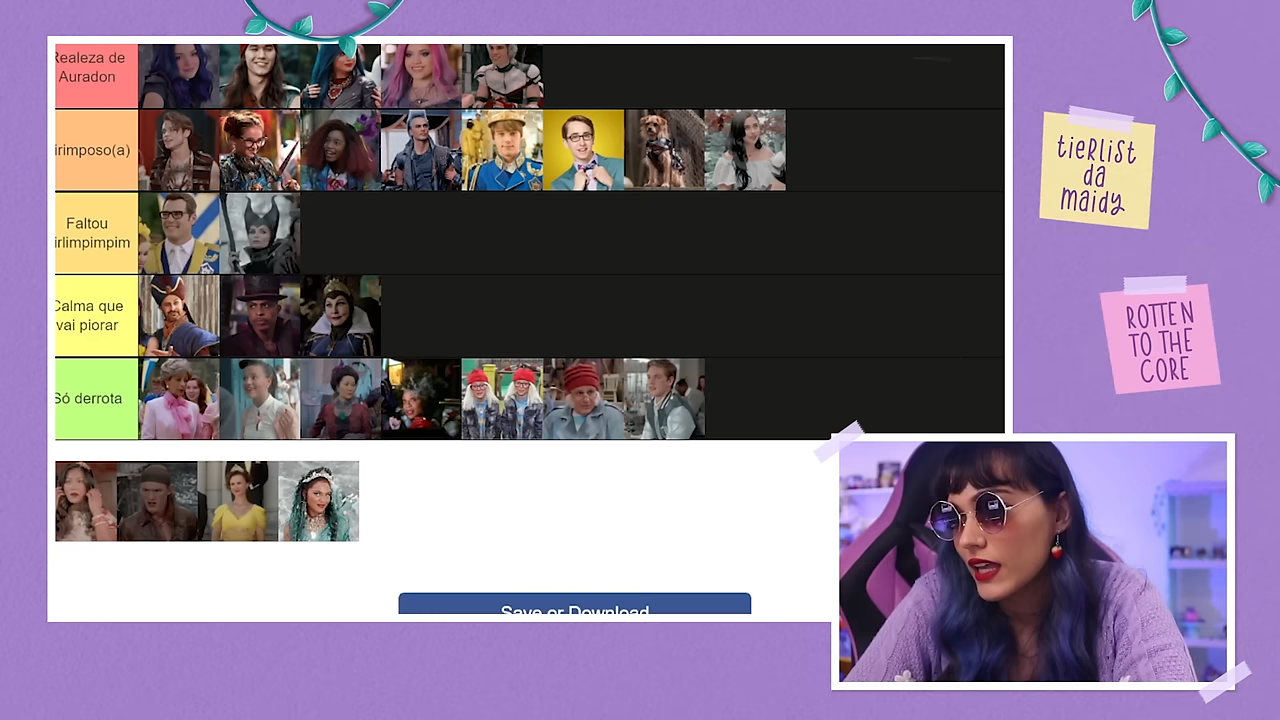 Realeza de
Auradon
irimposo(a)
Faltou
irlimpimpim
Calma que
vai piorar
Só derrota
Save or Download
tierlist
da
maidy
ROTTEN
TO THE
CORE